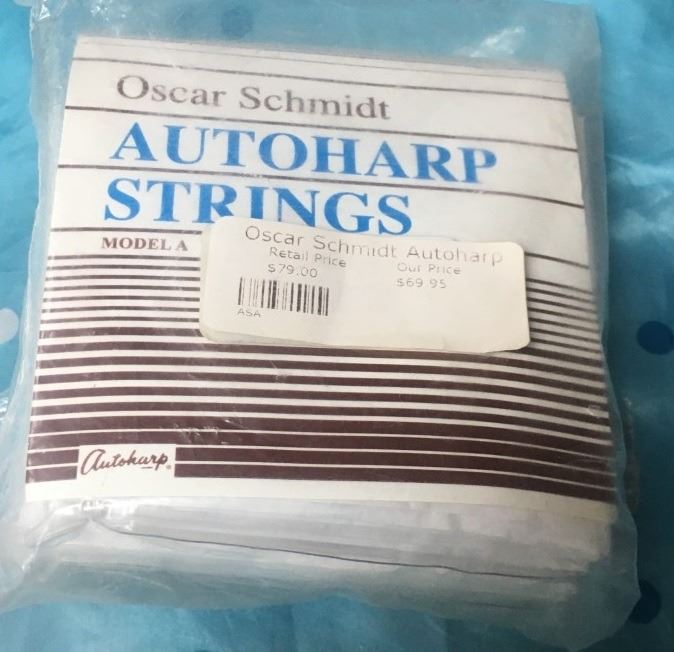 Oscar Schmidt
AUTOHARP
STRINGS
MODEL A
Oscar Schmidt Autoharp
Retail Price Our Price
$79.00 $69.95
ASA
Autoharp®